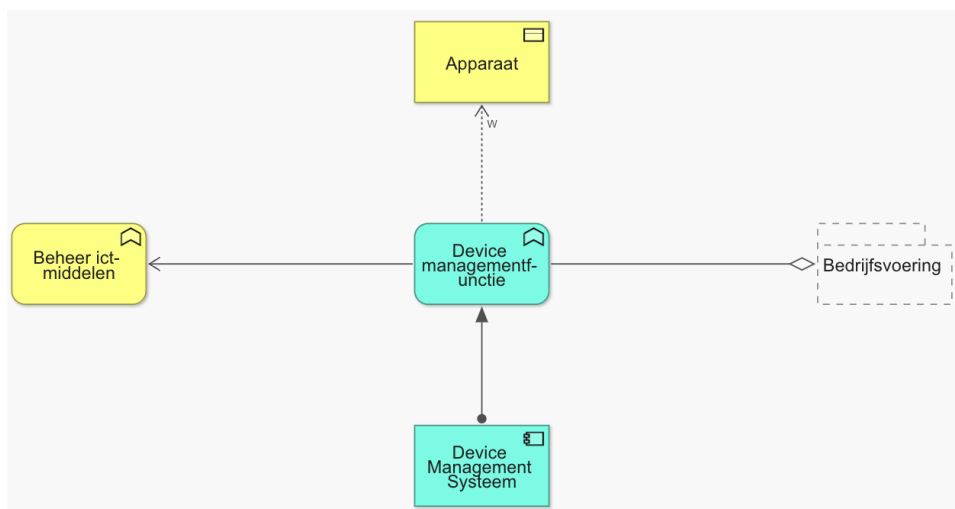 Apparaat
w
Beheer ict-
middelen
Device
managementf-
unctie
Bedrijfsvoering
Device
Management
Systeem